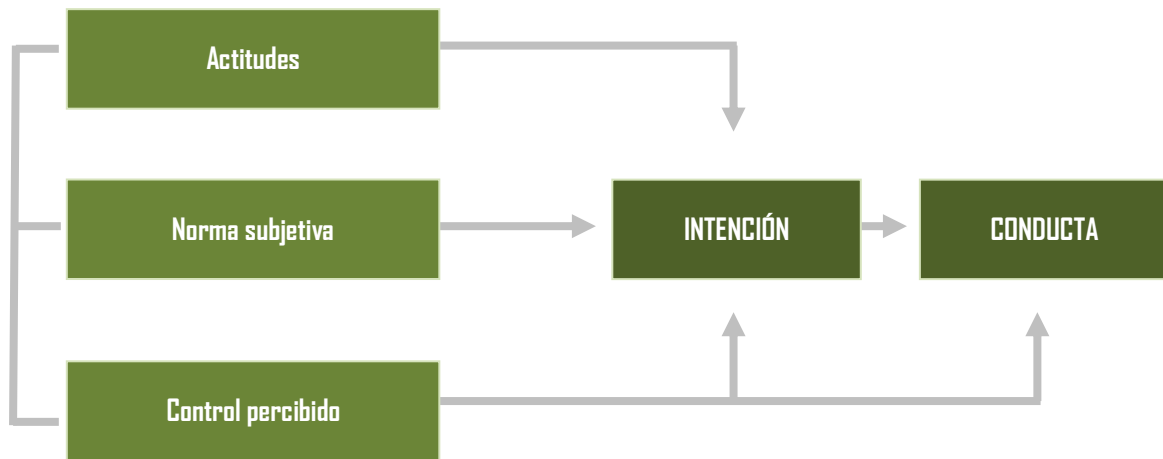 Actitudes
Norma subjetiva
INTENCIÓN
CONDUCTA
Control percibido